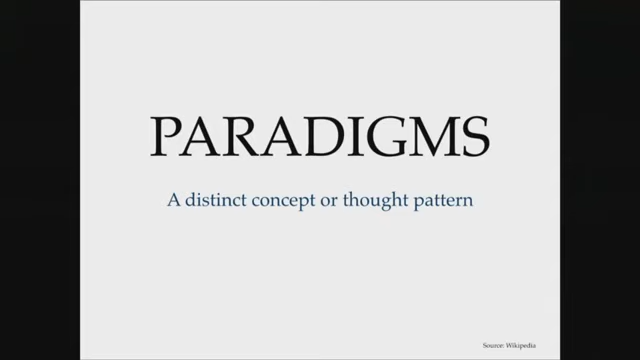 PARADIGMS
A distinct concept or thought pattern
Source: Wikipedia